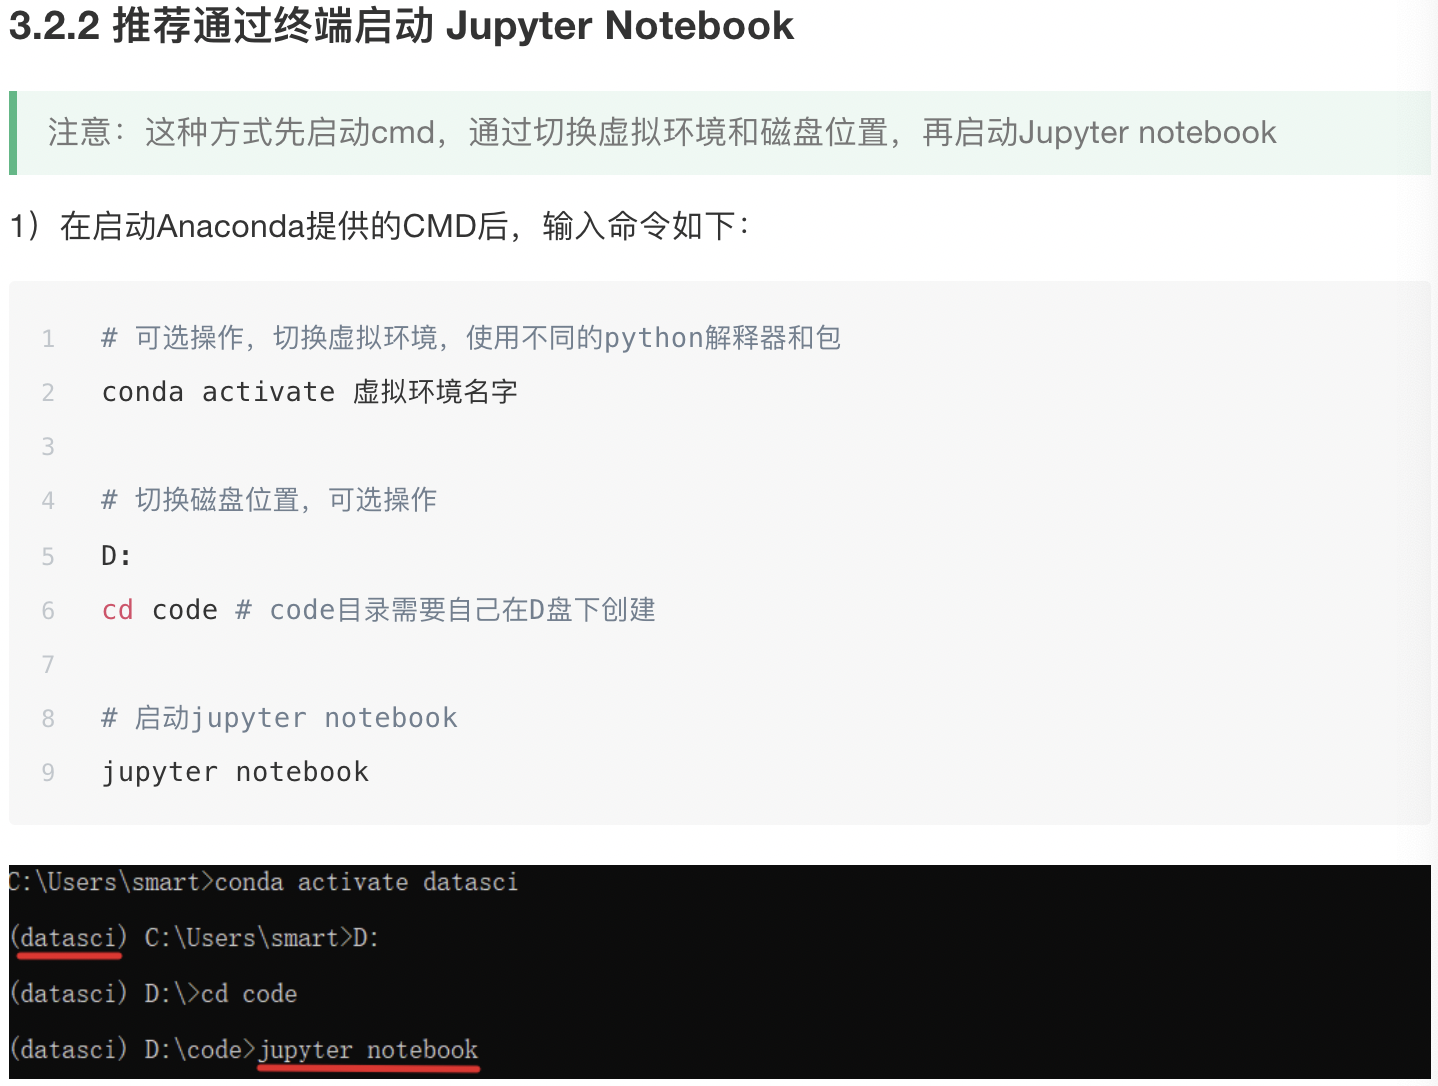 3.2.2 推荐通过终端启动 Jupyter Notebook
注意：这种方式先启动cmd，通过切换虚拟环境和磁盘位置，再启动Jupyter notebook
1）在启动Anaconda提供的CMD后，输入命令如下：
1 # 可选操作，切换虚拟环境，使用不同的python解释器和包
2 conda activate 虚拟环境名字
3
4 # 切换磁盘位置，可选操作
5 D:
6 cd code # code目录需要自己在D盘下创建
7
8 # 启动jupyter notebook
9 jupyter notebook
C:\Users\smart>conda activate datasci
(datasci) C:\Users\smart>D:
(datasci) D:\>cd code
(datasci) D:\code>jupyter notebook